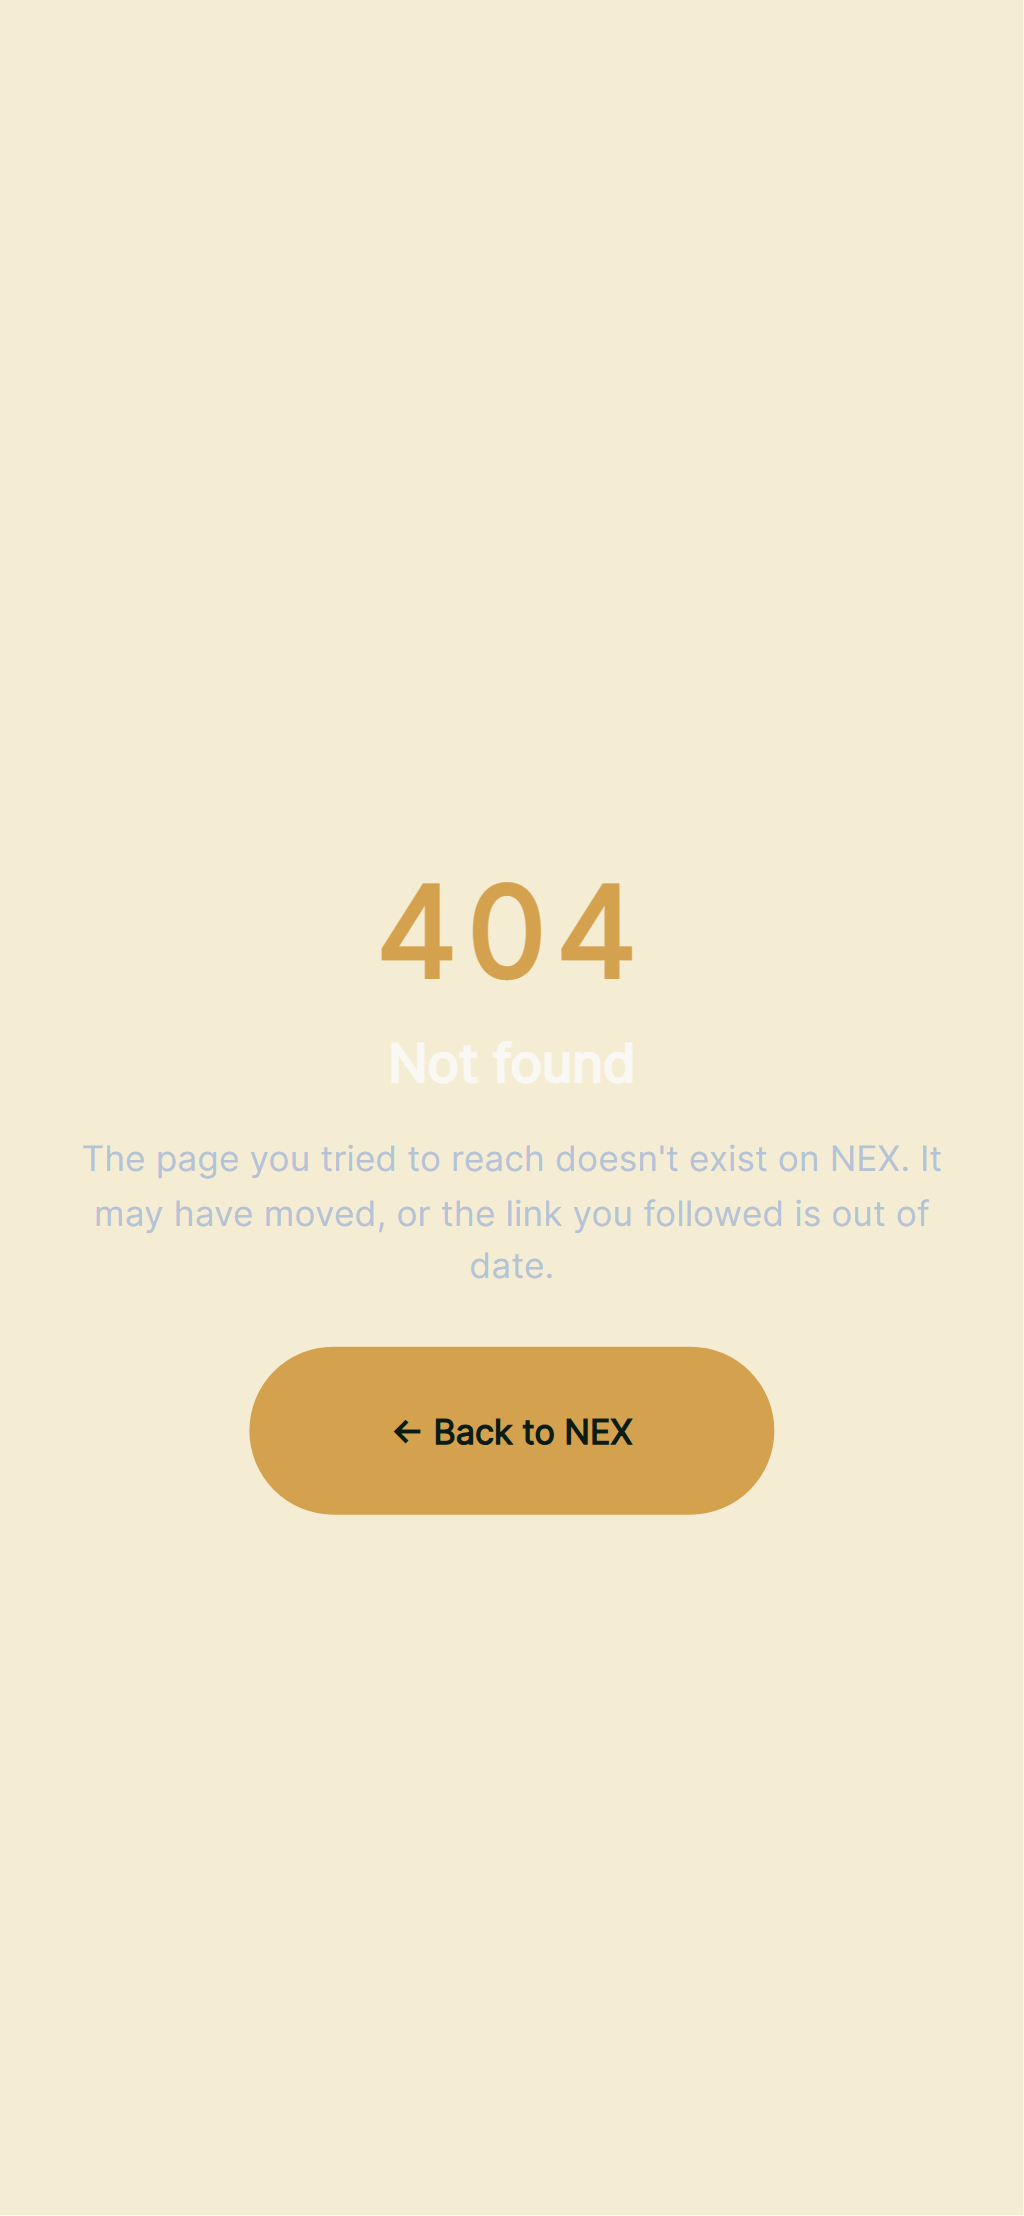 404
Not found
The page you tried to reach doesn't exist on NEX. It
may have moved, or the link you followed is out of
date.
← Back to NEX